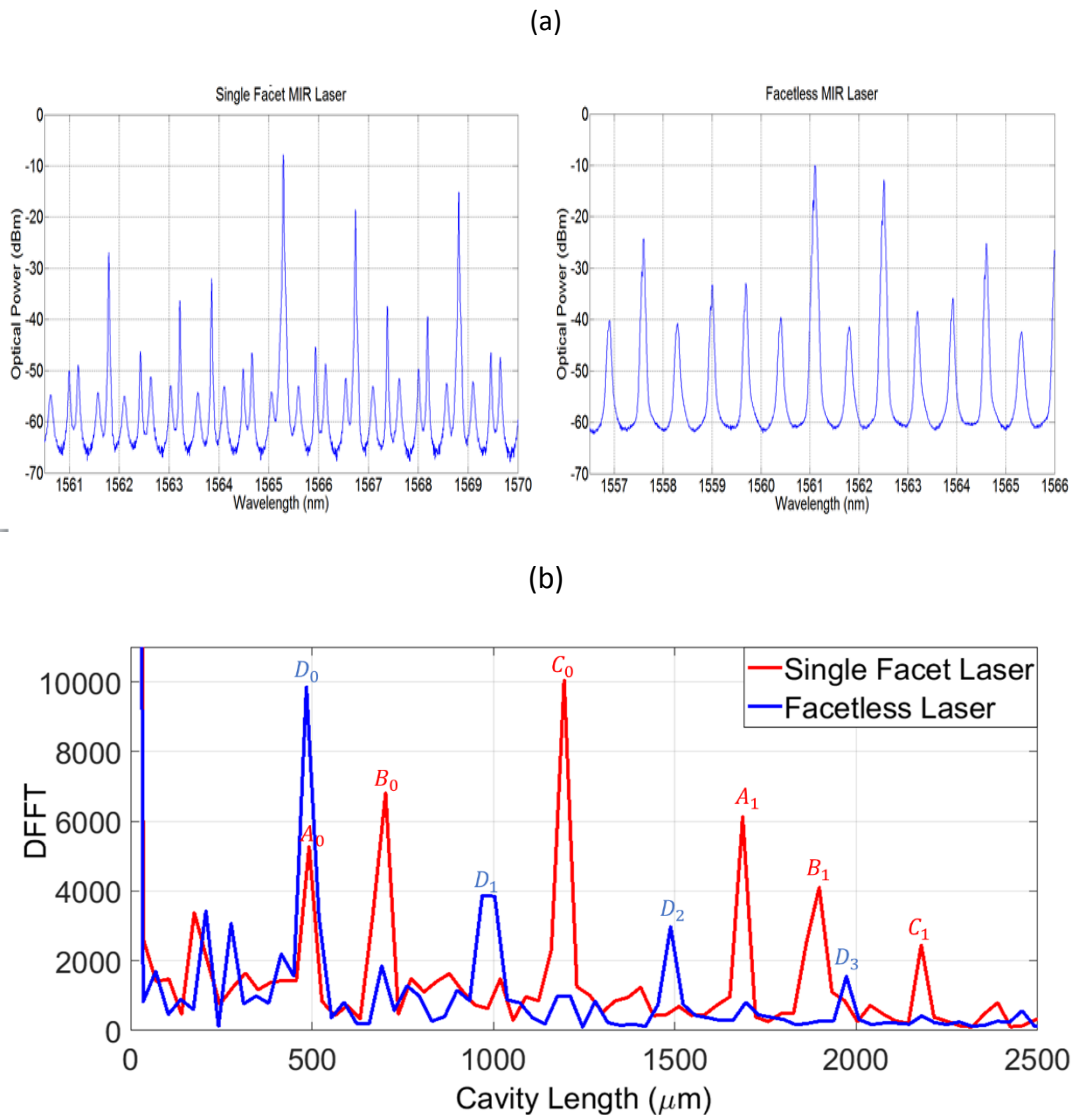 (a)
Single Facet MIR Laser
Facetless MIR Laser
0
-10
-20
-30
-40
-50
-60
-70
Optical Power (dBm)
1561 1562 1563 1564 1565 1566 1567 1568 1569 1570
Wavelength (nm)
0
-10
-20
-30
-40
-50
-60
-70
Optical Power (dBm)
1557 1558 1559 1560 1561 1562 1563 1564 1565 1566
Wavelength (nm)
(b)
10000
8000
6000
4000
2000
0
DFFT
D₀
A₀
B₀
D₁
C₀
D₂
A₁
B₁
D₃
C₁
Single Facet Laser
Facetless Laser
0 500 1000 1500 2000 2500
Cavity Length (μm)